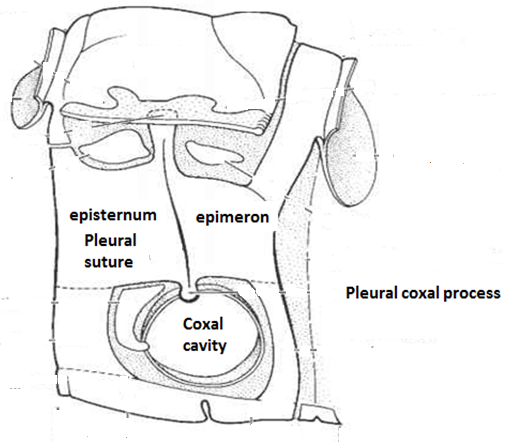 episternum
epimeron
Pleural
suture
Pleural coxal process
Coxal
cavity